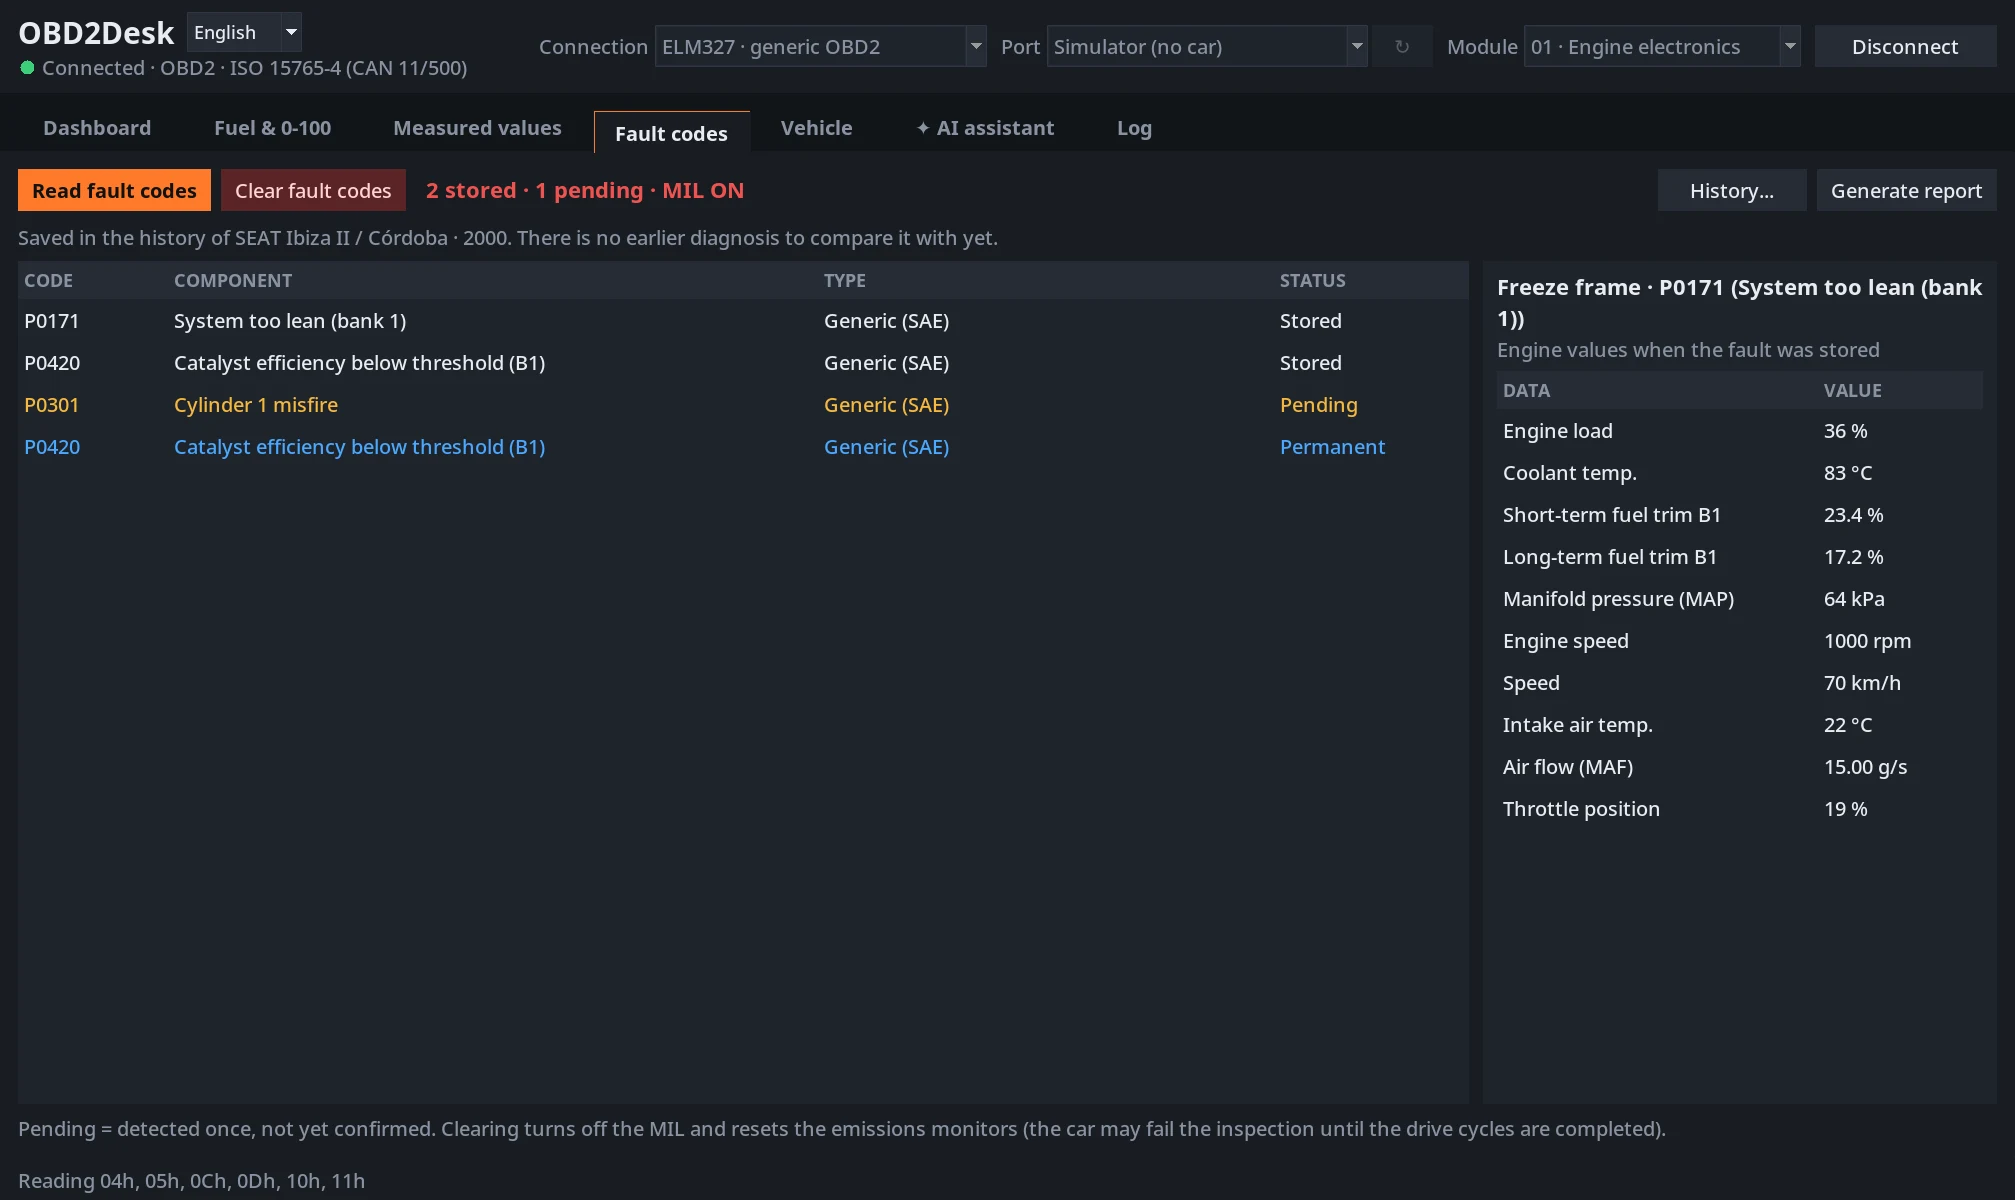 OBD2Desk English
Connected · OBD2 · ISO 15765-4 (CAN 11/500)
Connection ELM327 · generic OBD2 Port Simulator (no car) ↻ Module 01 · Engine electronics Disconnect
Dashboard Fuel & 0-100 Measured values Fault codes Vehicle ✦ AI assistant Log
Read fault codes Clear fault codes 2 stored · 1 pending · MIL ON History... Generate report
Saved in the history of SEAT Ibiza II / Córdoba · 2000. There is no earlier diagnosis to compare it with yet.
CODE COMPONENT TYPE STATUS
P0171 System too lean (bank 1) Generic (SAE) Stored
P0420 Catalyst efficiency below threshold (B1) Generic (SAE) Stored
P0301 Cylinder 1 misfire Generic (SAE) Pending
P0420 Catalyst efficiency below threshold (B1) Generic (SAE) Permanent
Freeze frame · P0171 (System too lean (bank
1))
Engine values when the fault was stored
DATA VALUE
Engine load 36 %
Coolant temp. 83 °C
Short-term fuel trim B1 23.4 %
Long-term fuel trim B1 17.2 %
Manifold pressure (MAP) 64 kPa
Engine speed 1000 rpm
Speed 70 km/h
Intake air temp. 22 °C
Air flow (MAF) 15.00 g/s
Throttle position 19 %
Pending = detected once, not yet confirmed. Clearing turns off the MIL and resets the emissions monitors (the car may fail the inspection until the drive cycles are completed).
Reading 04h, 05h, 0Ch, 0Dh, 10h, 11h